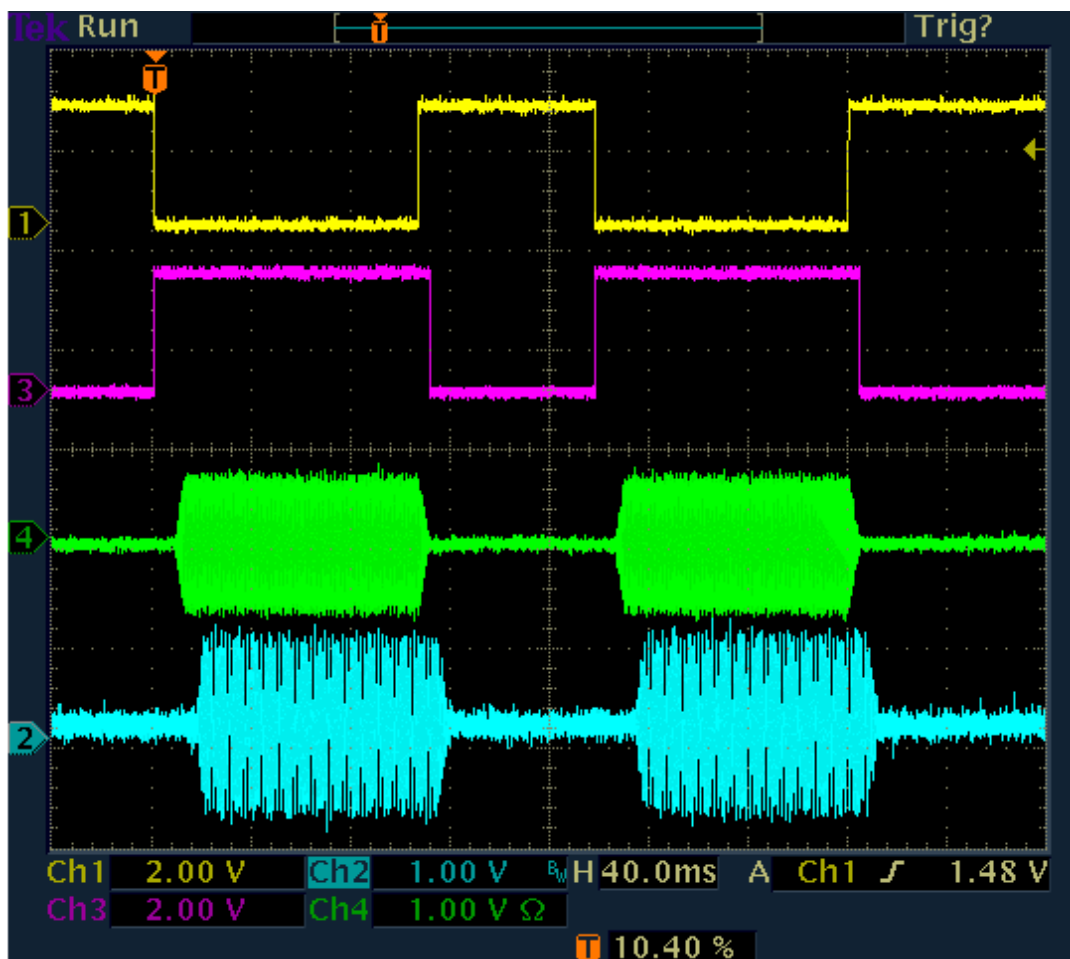 Tek Run Trig?
T
T
1
3
4
2
Ch1 2.00 V Ch2 1.00 V BW H 40.0ms A Ch1 1.48 V
Ch3 2.00 V Ch4 1.00 V Ω
T 10.40 %